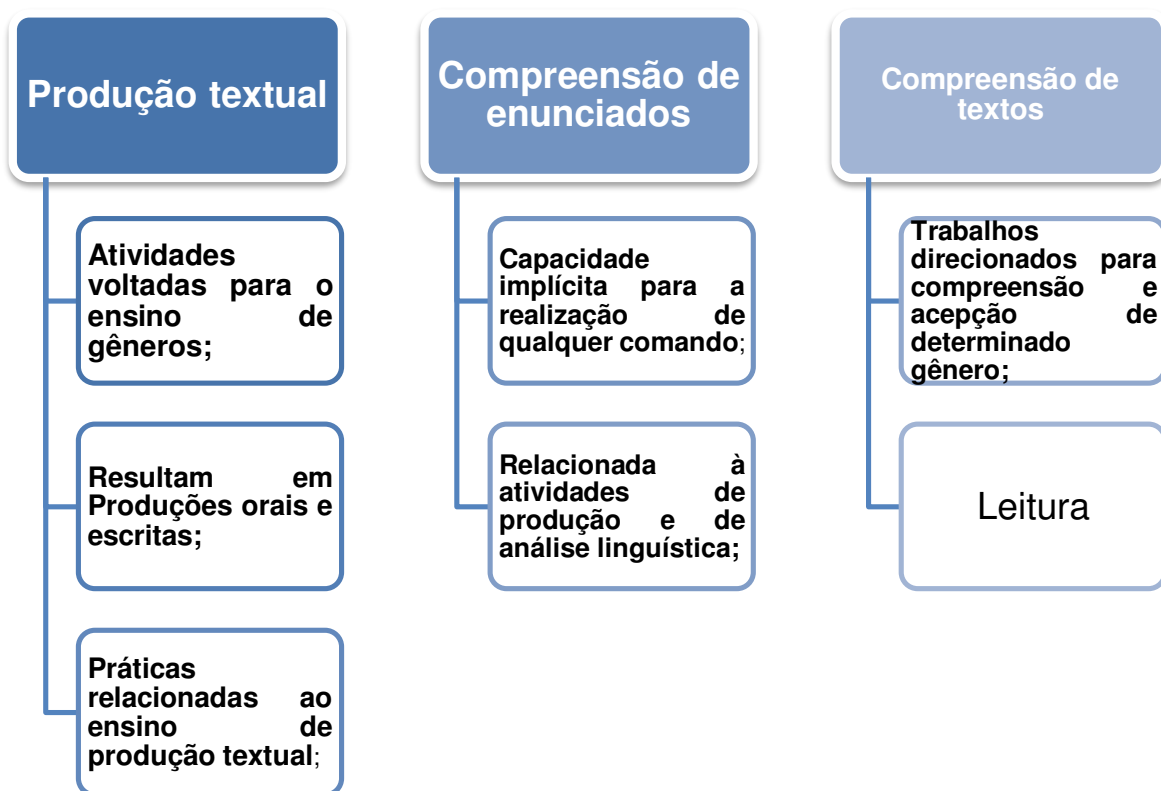 Produção textual
Atividades
voltadas para o
ensino de
gêneros;
Resultam em
Produções orais e
escritas;
Práticas
relacionadas ao
ensino de
produção textual;
Compreensão de
enunciados
Capacidade
implícita para a
realização de
qualquer comando;
Relacionada à
atividades de
produção e de
análise linguística;
Compreensão de
textos
Trabalhos
direcionados para
compreensão e
acepção de
determinado
gênero;
Leitura